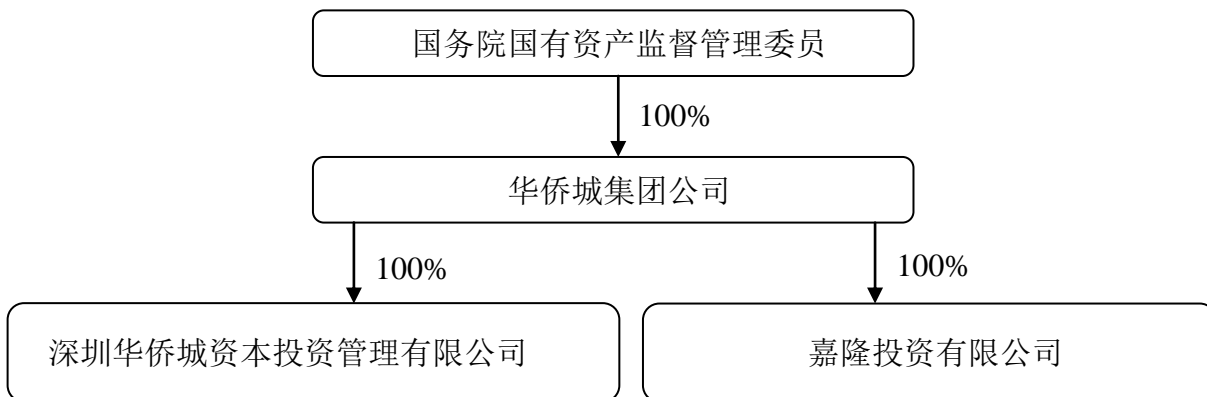 国务院国有资产监督管理委员
100%
华侨城集团公司
100%
100%
深圳华侨城资本投资管理有限公司
嘉隆投资有限公司